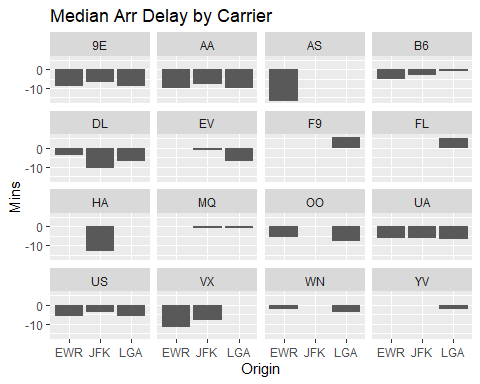 Median Arr Delay by Carrier
9E AA AS B6
0
-10
DL EV F9 FL
0
-10
HA MQ OO UA
0
-10
US VX WN YV
0
-10
Mins
EWR JFK LGA EWR JFK LGA EWR JFK LGA EWR JFK LGA
Origin